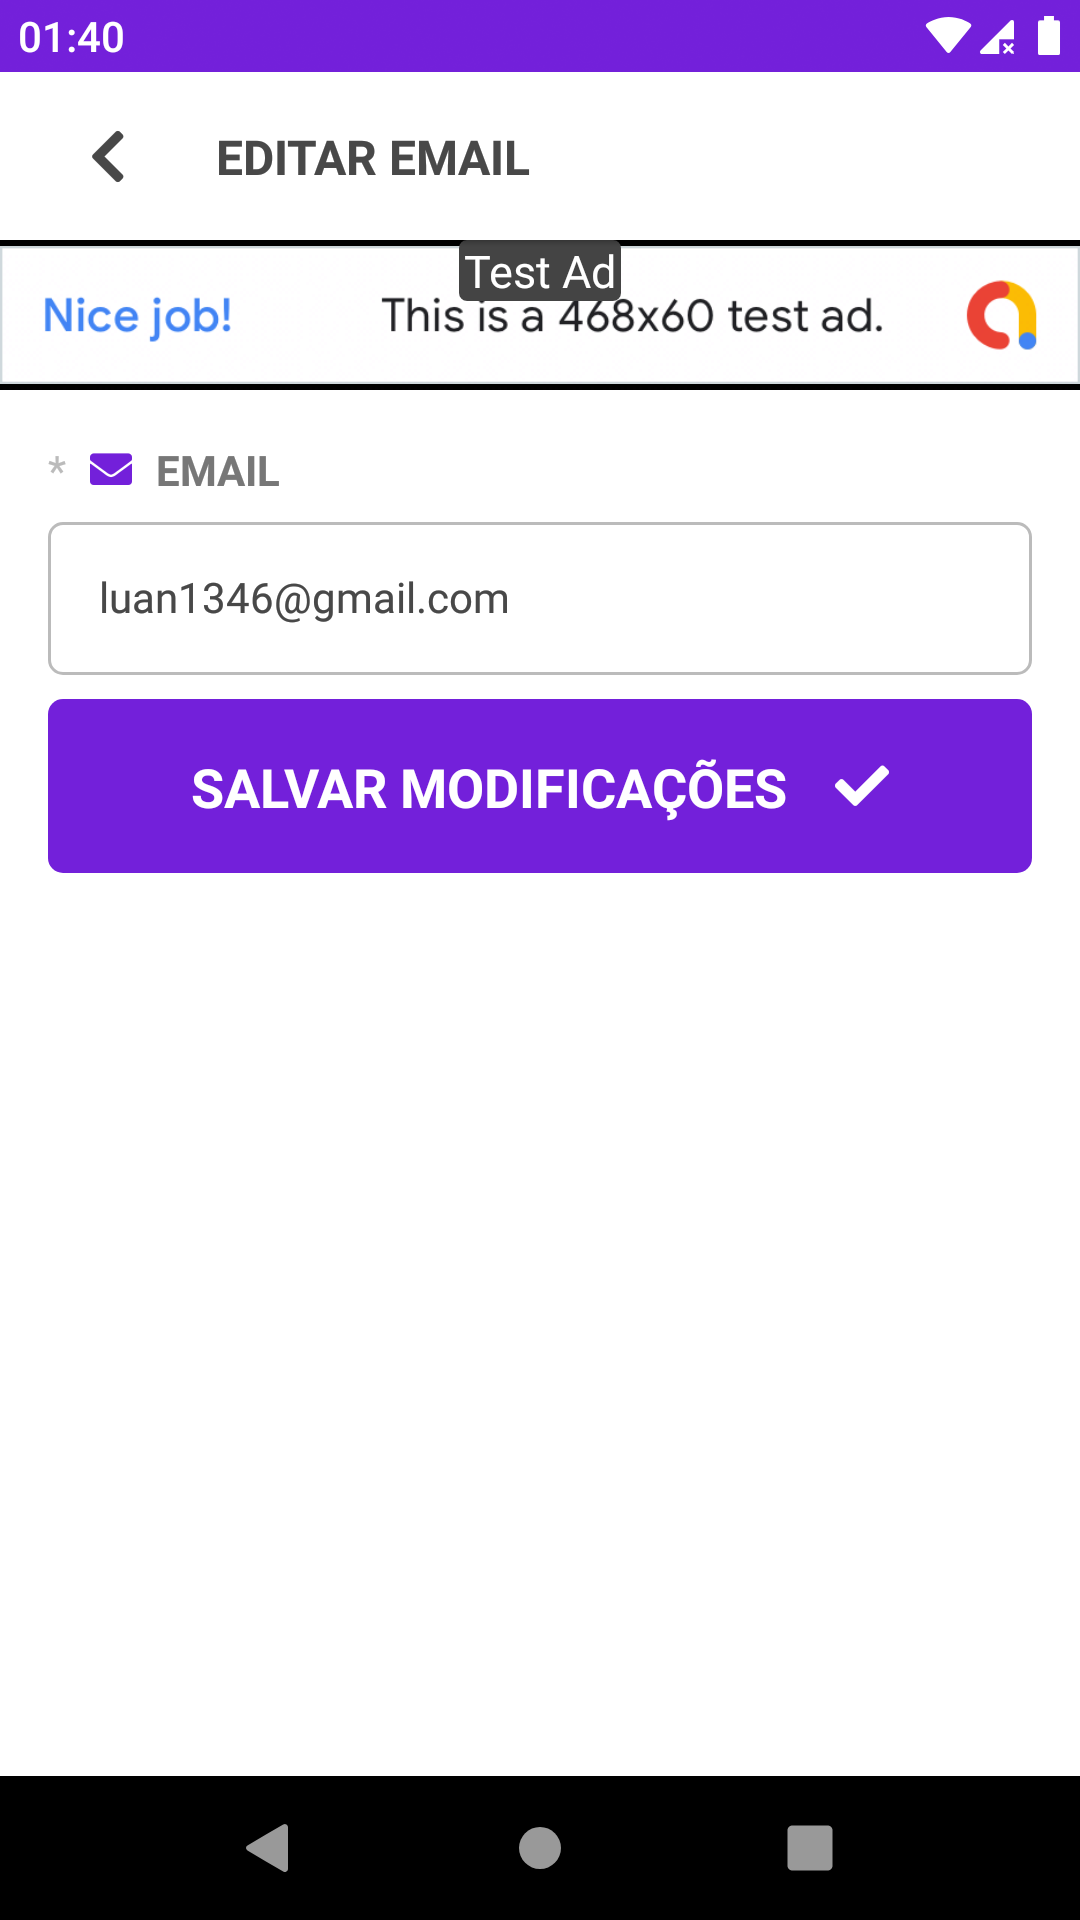 01:40
EDITAR EMAIL
Test Ad
Nice job! This is a 468x60 test ad.
* EMAIL
luan1346@gmail.com
SALVAR MODIFICAÇÕES